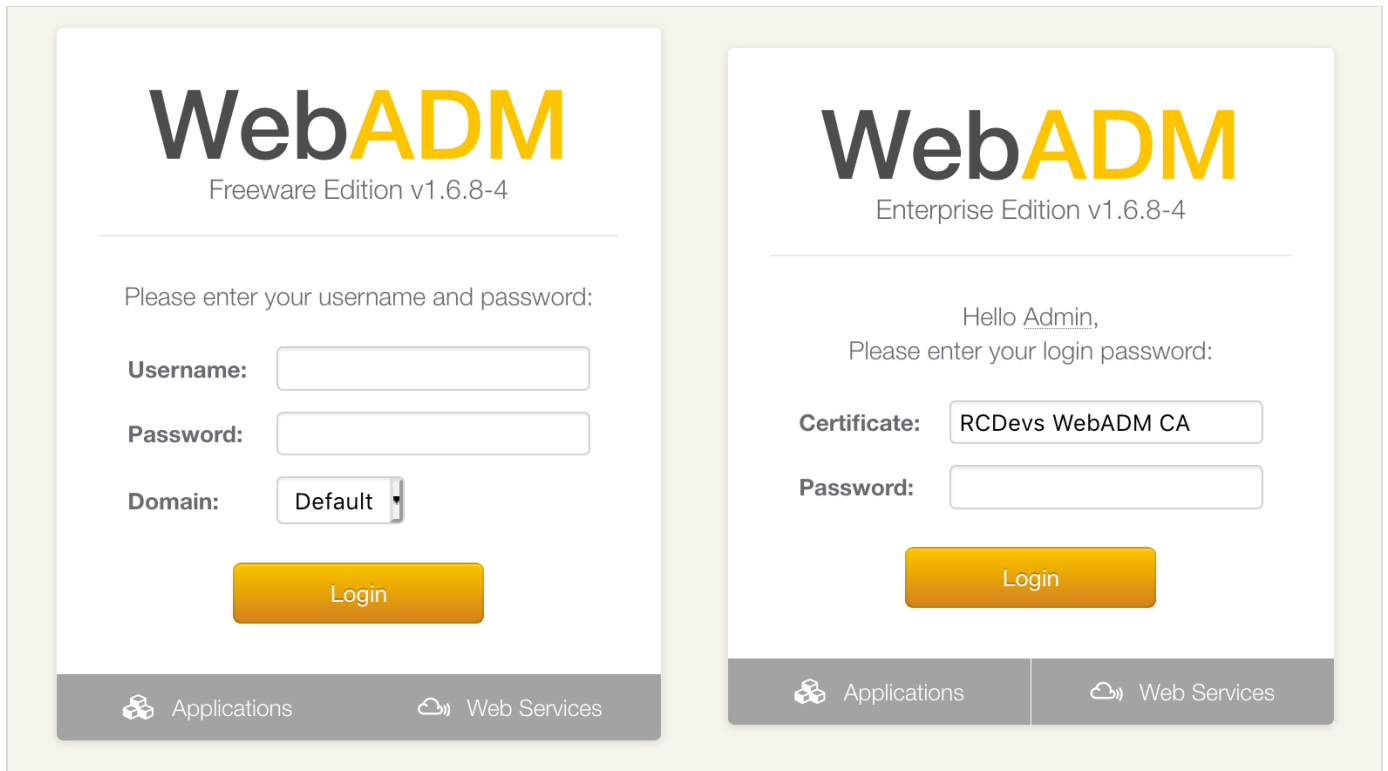 WebADM
Freeware Edition v1.6.8-4
Please enter your username and password:
Username:
Password:
Domain: Default
Login
Applications Web Services
WebADM
Enterprise Edition v1.6.8-4
Hello Admin,
Please enter your login password:
Certificate: RCDevs WebADM CA
Password:
Login
Applications Web Services